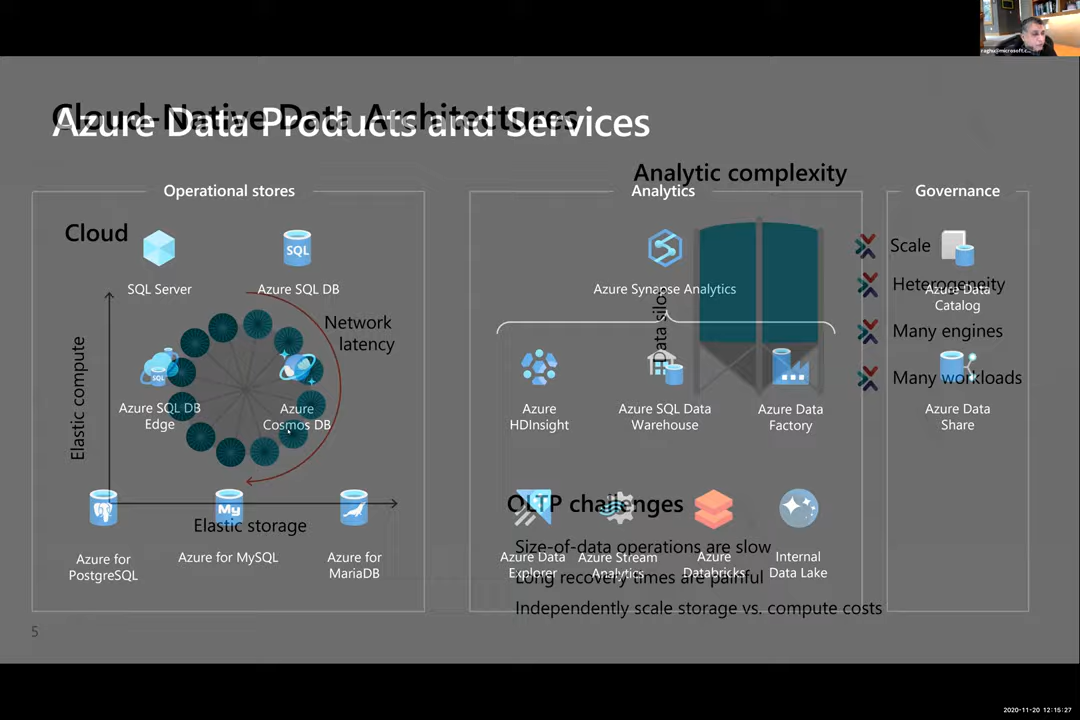 raghu@microsoft.c...
Cloud-Native Data Architectures
Azure Data Products and Services
Analytic complexity
Operational stores
Analytics
Governance
Cloud
SQL
SQL Server
Azure SQL DB
Azure Synapse Analytics
Scale
Heterogeneity
Azure Data
Catalog
Many engines
Many workloads
Network
latency
Data silos
Elastic compute
SQL
Azure SQL DB
Edge
Azure
Cosmos DB
Azure
HDInsight
Azure SQL Data
Warehouse
Azure Data
Factory
Azure Data
Share
My
Elastic storage
Azure for
PostgreSQL
Azure for MySQL
Azure for
MariaDB
OLTP challenges
Size-of-data operations are slow
Azure Data
Explorer
Azure Stream
Analytics
Azure
Databricks
Internal
Data Lake
Long recovery times are painful
Independently scale storage vs. compute costs
5
2020-11-20 12:15:27